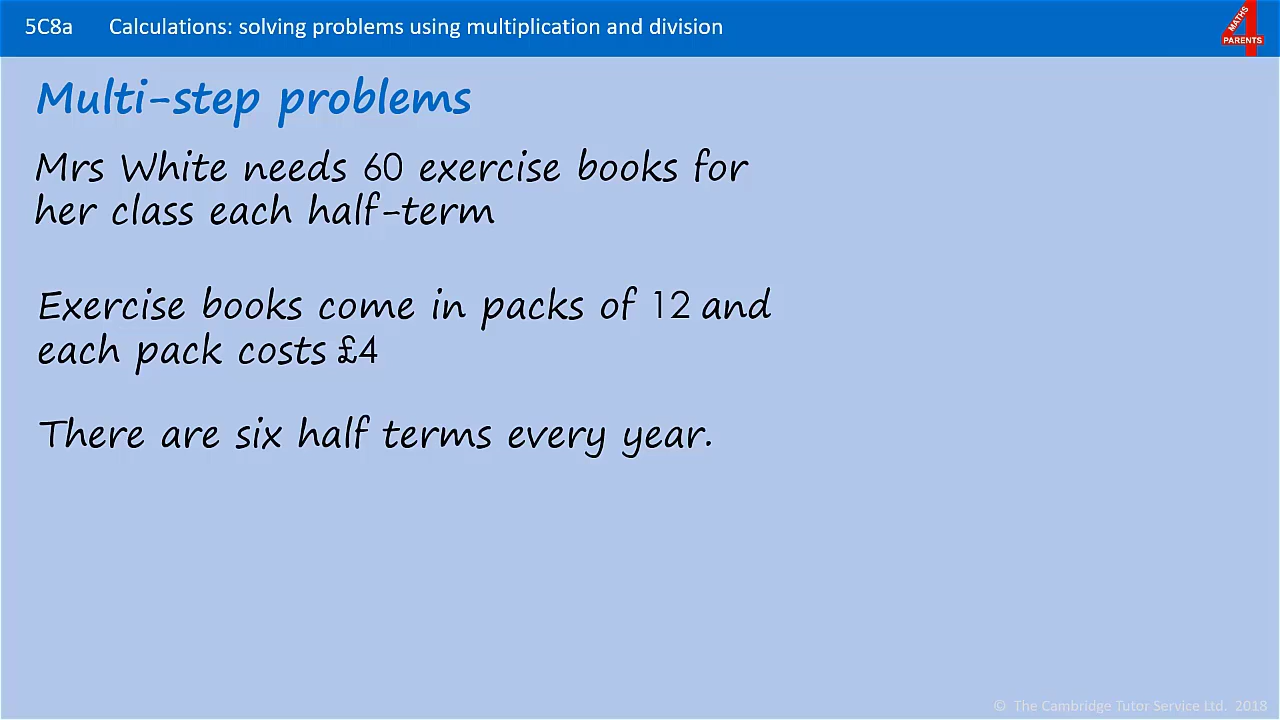 5C8a Calculations: solving problems using multiplication and division
MATHS
4
PARENTS
Multi-step problems
Mrs White needs 60 exercise books for
her class each half-term
Exercise books come in packs of 12 and
each pack costs £4
There are six half terms every year.
© The Cambridge Tutor Service Ltd. 2018